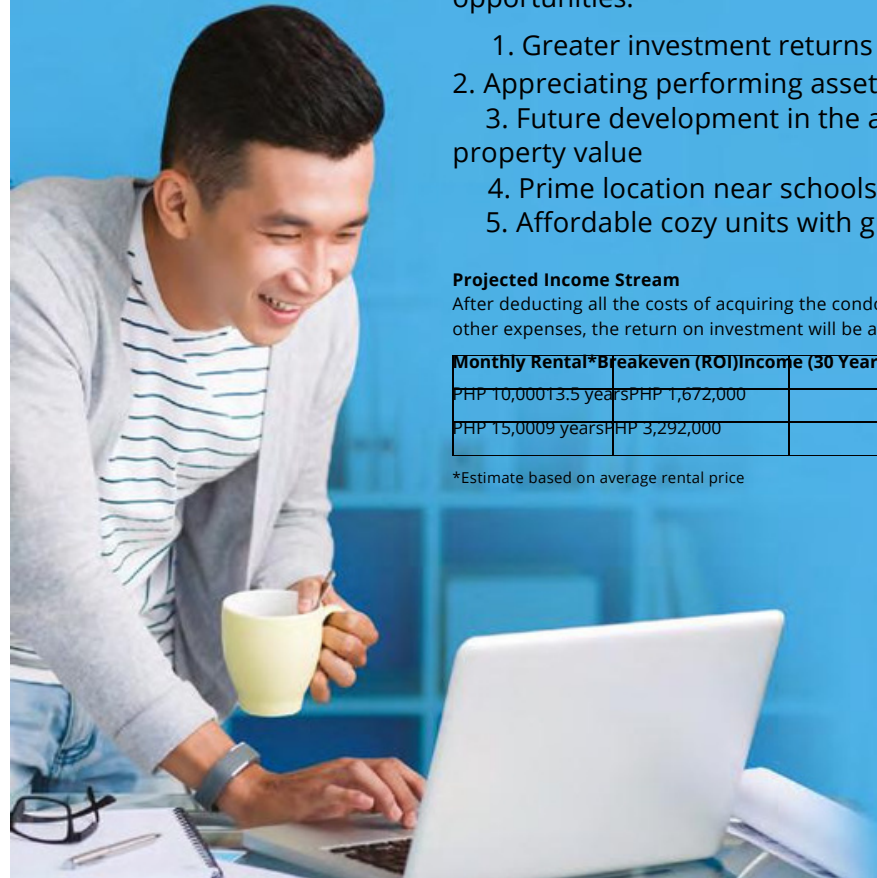 opportunities:
1. Greater investment returns
2. Appreciating performing asset
3. Future development in the a
property value
4. Prime location near schools
5. Affordable cozy units with g
Projected Income Stream
After deducting all the costs of acquiring the condo
other expenses, the return on investment will be a
Monthly Rental*Breakeven (ROI)Income (30 Year
PHP 10,00013.5 yearsPHP 1,672,000
PHP 15,0009 yearsPHP 3,292,000
*Estimate based on average rental price